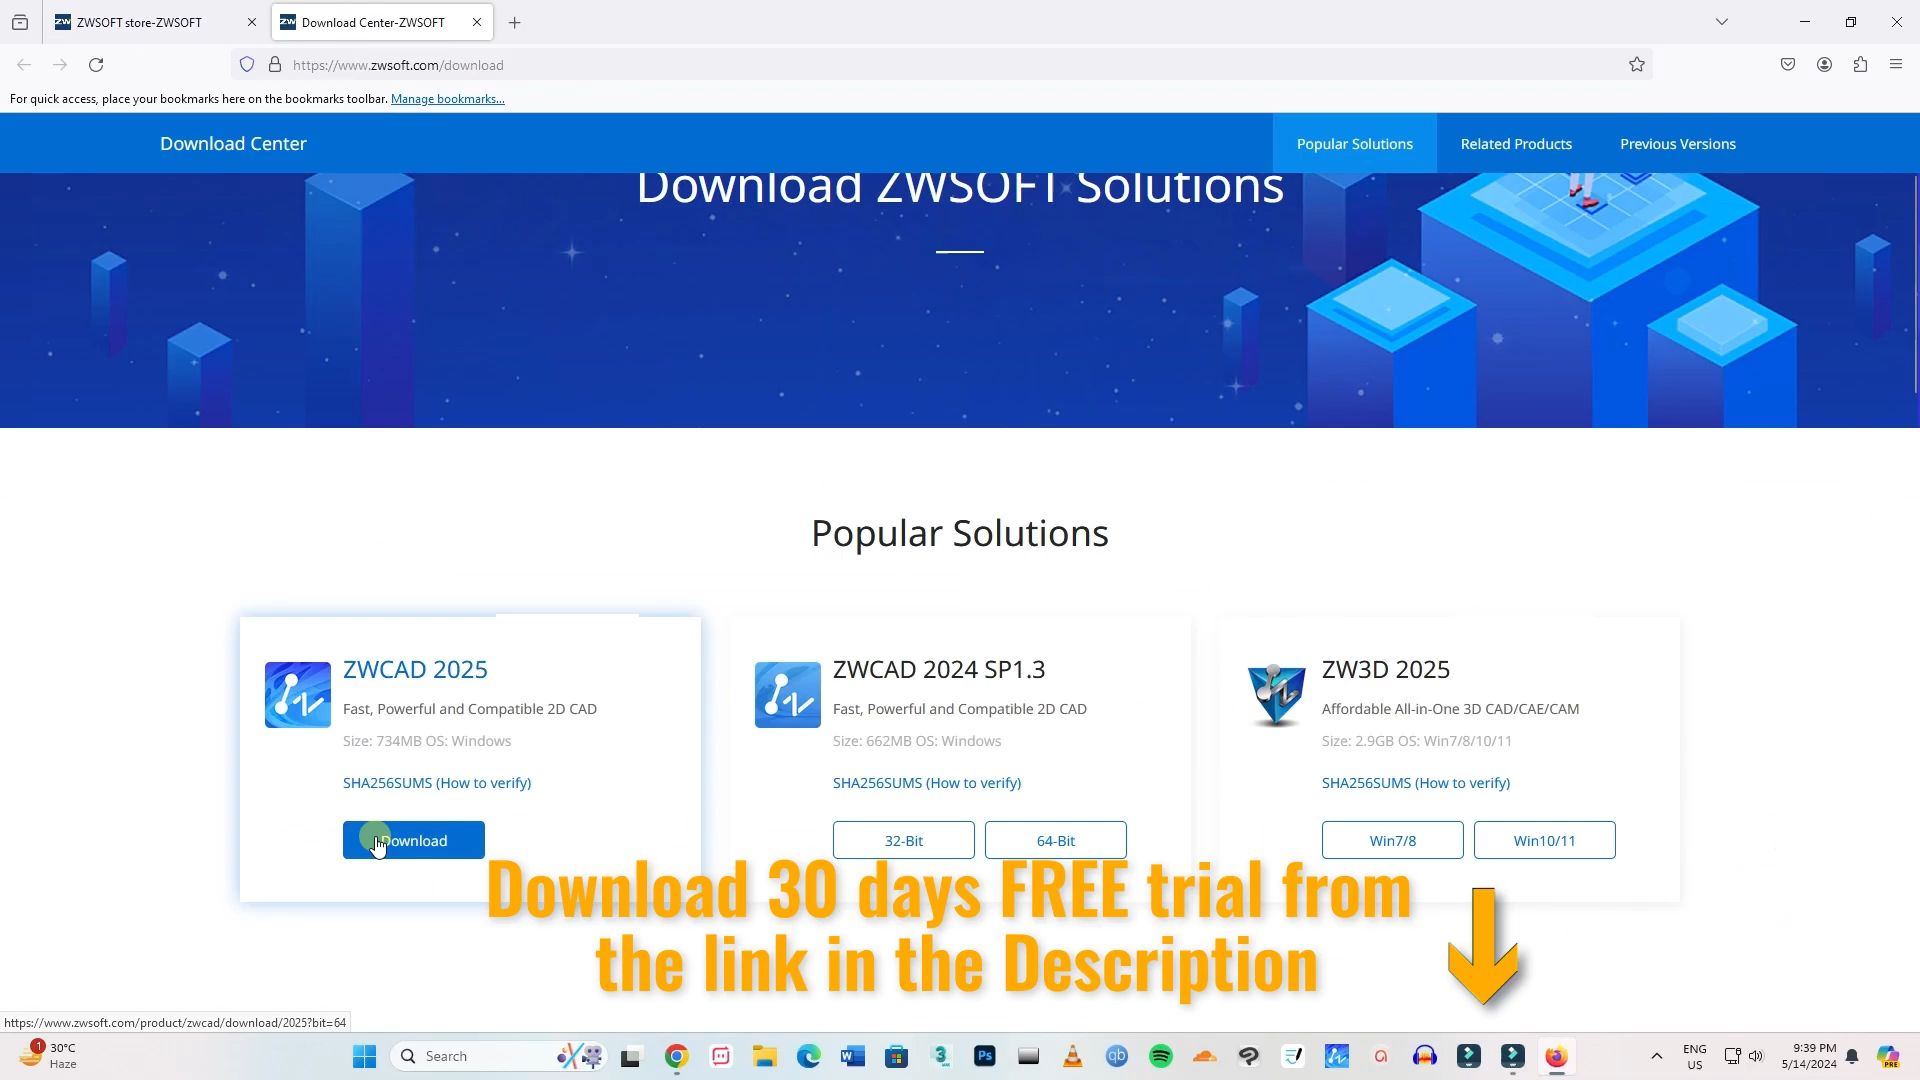 ZWSOFT store-ZWSOFT
Download Center-ZWSOFT
https://www.zwsoft.com/download
For quick access, place your bookmarks here on the bookmarks toolbar. Manage bookmarks...
Download Center
Popular Solutions
Related Products
Previous Versions
Download ZWSOFT Solutions
Popular Solutions
ZWCAD 2025
Fast, Powerful and Compatible 2D CAD
Size: 734MB OS: Windows
SHA256SUMS (How to verify)
Download
ZWCAD 2024 SP1.3
Fast, Powerful and Compatible 2D CAD
Size: 662MB OS: Windows
SHA256SUMS (How to verify)
32-Bit
64-Bit
ZW3D 2025
Affordable All-in-One 3D CAD/CAE/CAM
Size: 2.9GB OS: Win7/8/10/11
SHA256SUMS (How to verify)
Win7/8
Win10/11
Download 30 days FREE trial from
the link in the Description
https://www.zwsoft.com/product/zwcad/download/2025?bit=64
1
30°C
Haze
Search
ENG
US
9:39 PM
5/14/2024